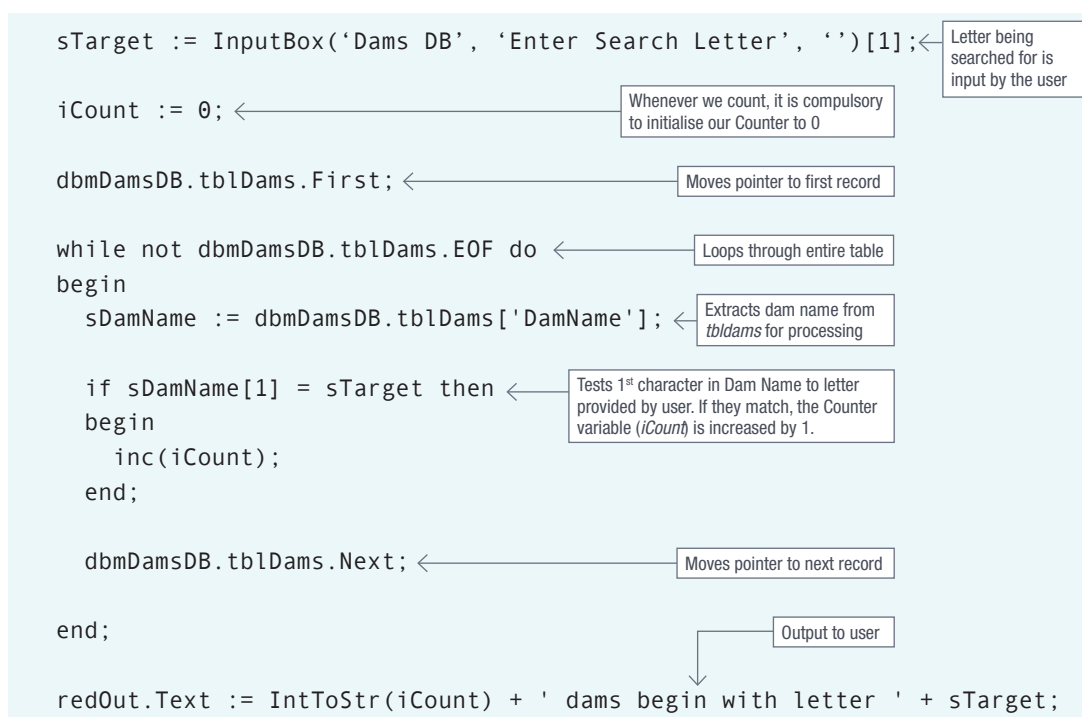 sTarget := InputBox(‘Dams DB’, ‘Enter Search Letter’, ‘’)[1];
Letter being
searched for is
input by the user
iCount := 0;
Whenever we count, it is compulsory
to initialise our Counter to 0
dbmDamsDB.tblDams.First;
Moves pointer to first record
while not dbmDamsDB.tblDams.EOF do
Loops through entire table
begin
sDamName := dbmDamsDB.tblDams['DamName'];
Extracts dam name from
tbldams for processing
if sDamName[1] = sTarget then
Tests 1st character in Dam Name to letter
provided by user. If they match, the Counter
variable (iCount) is increased by 1.
begin
inc(iCount);
end;
dbmDamsDB.tblDams.Next;
Moves pointer to next record
end;
Output to user
redOut.Text := IntToStr(iCount) + ' dams begin with letter ' + sTarget;